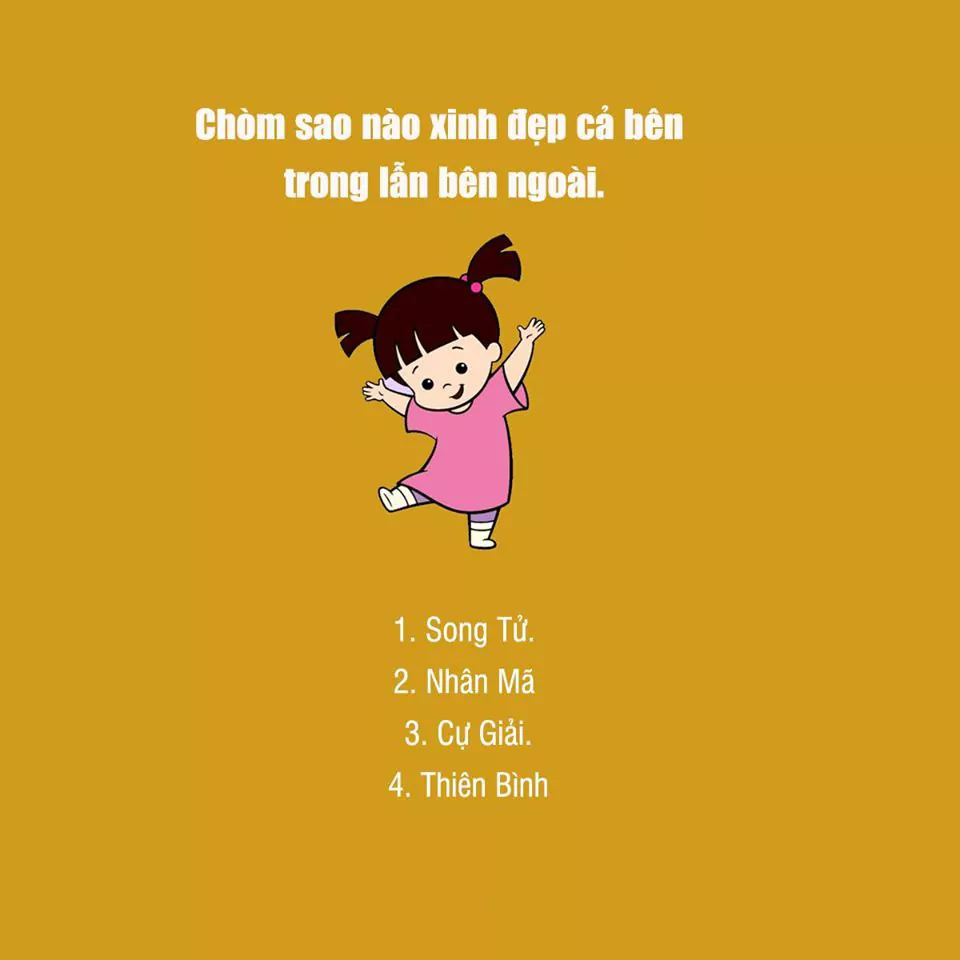 Chòm sao nào xinh đẹp cả bên
trong lẫn bên ngoài.
1. Song Tử.
2. Nhân Mã
3. Cự Giải.
4. Thiên Bình